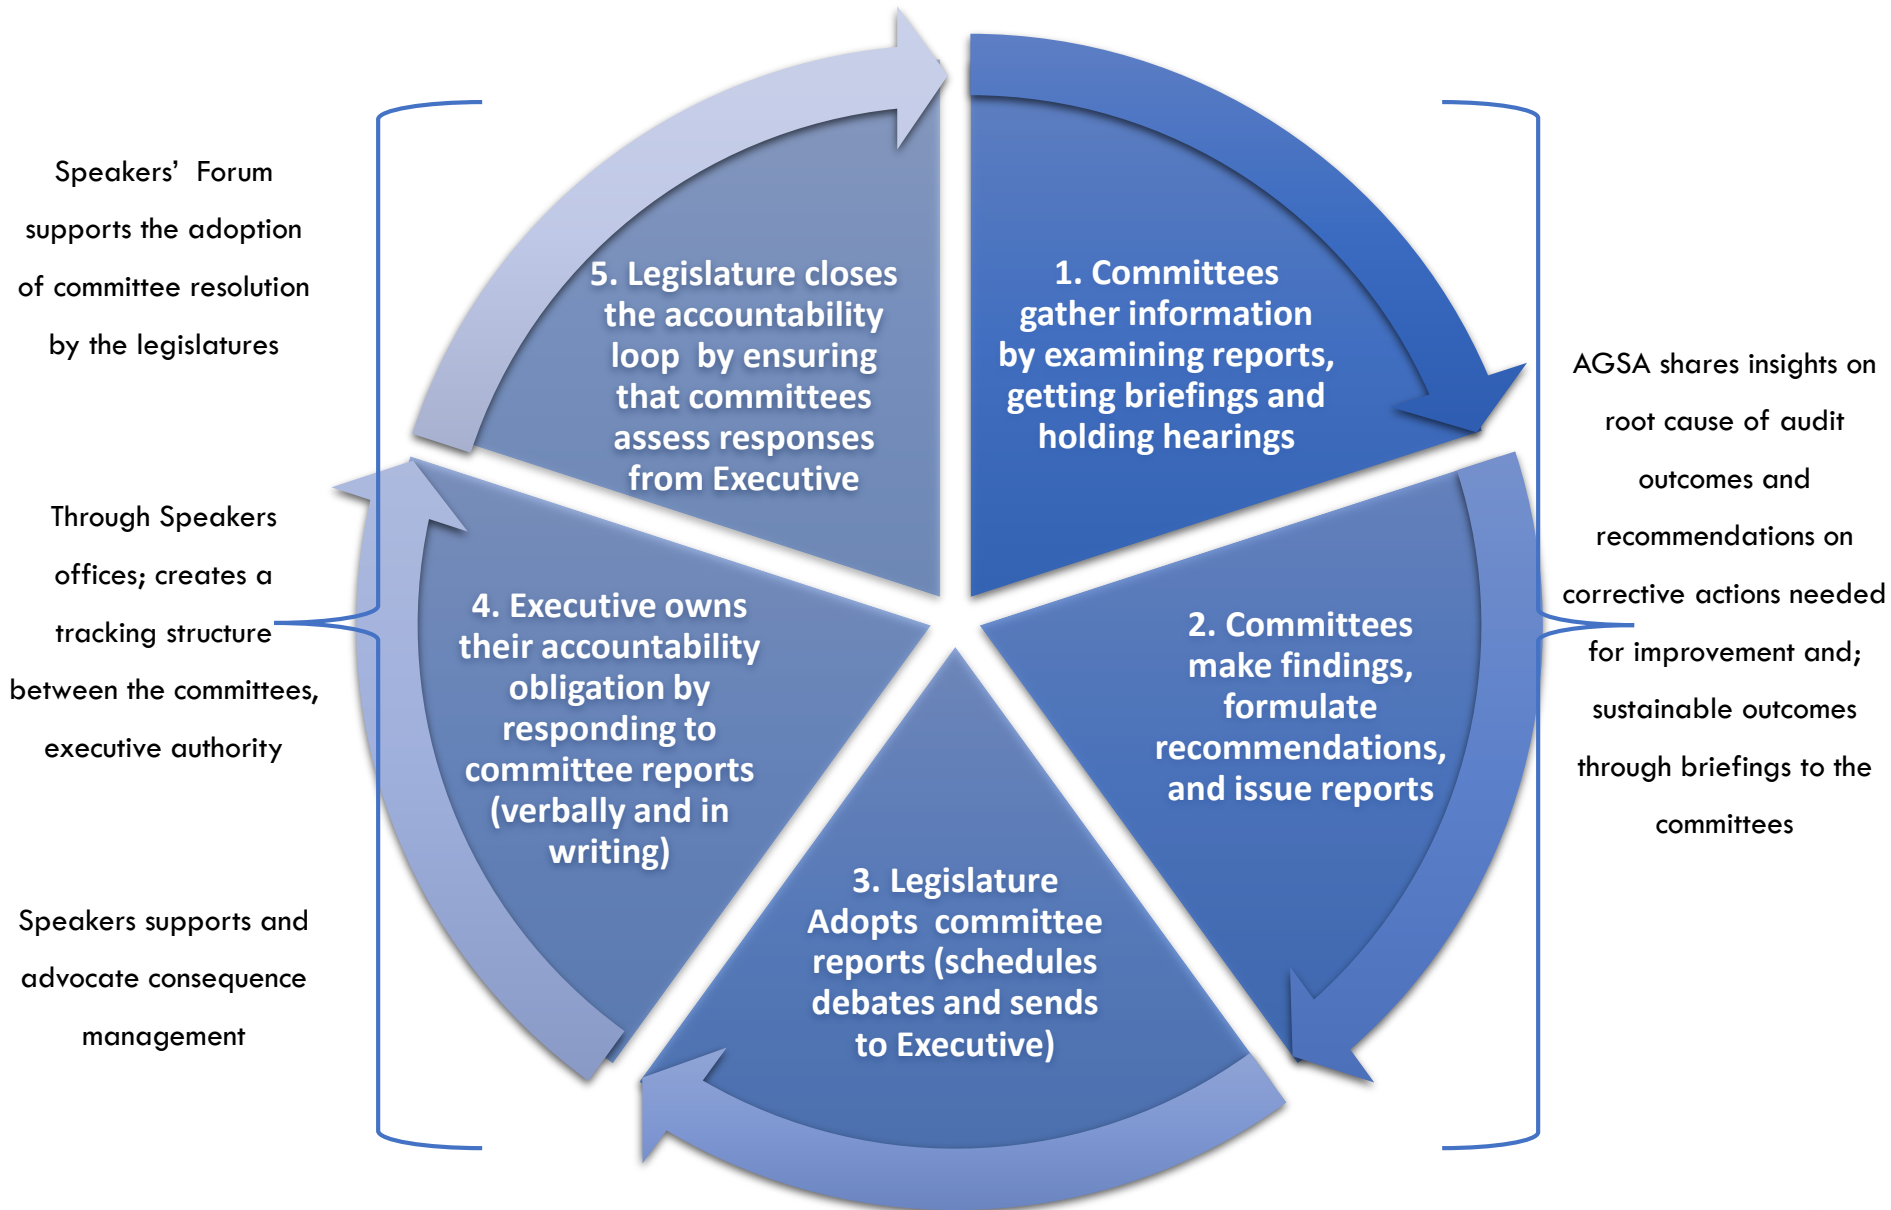 Speakers’ Forum
supports the adoption
of committee resolution
by the legislatures
Through Speakers
offices; creates a
tracking structure
between the committees,
executive authority
Speakers supports and
advocate consequence
management
1. Committees
gather information
by examining reports,
getting briefings and
holding hearings
2. Committees
make findings,
formulate
recommendations,
and issue reports
3. Legislature
Adopts committee
reports (schedules
debates and sends
to Executive)
4. Executive owns
their accountability
obligation by
responding to
committee reports
(verbally and in
writing)
5. Legislature closes
the accountability
loop by ensuring
that committees
assess responses
from Executive
AGSA shares insights on
root cause of audit
outcomes and
recommendations on
corrective actions needed
for improvement and;
sustainable outcomes
through briefings to the
committees